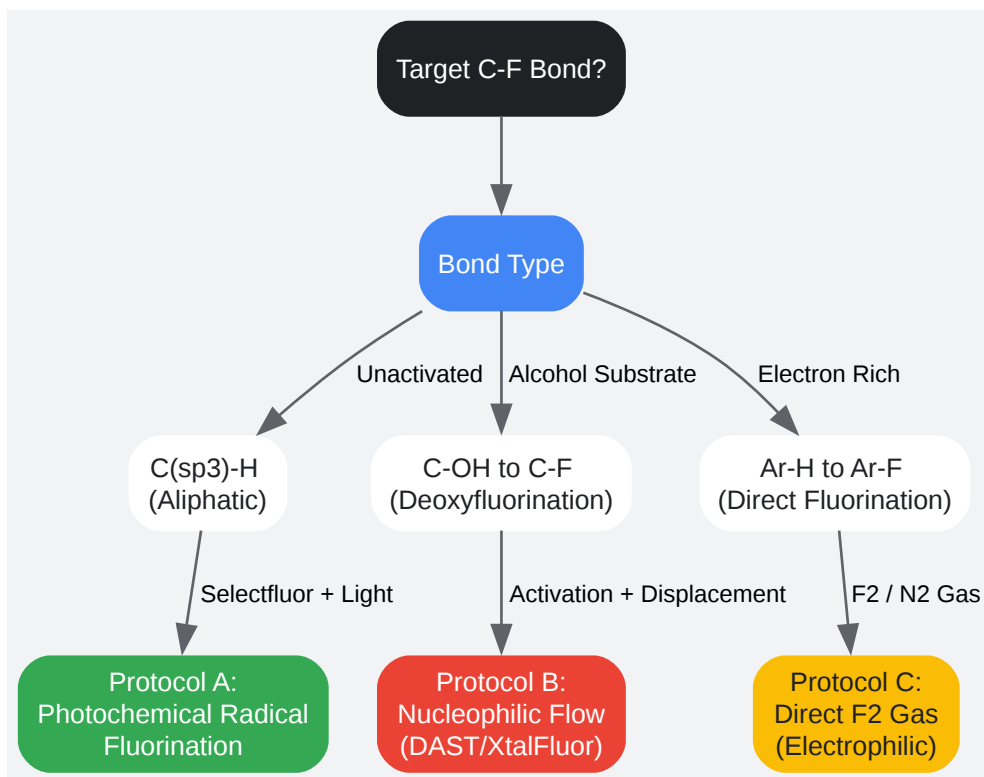 Target C-F Bond?
Bond Type
Unactivated
Alcohol Substrate
Electron Rich
C(sp3)-H
(Aliphatic)
C-OH to C-F
(Deoxyfluorination)
Ar-H to Ar-F
(Direct Fluorination)
Selectfluor + Light
Activation + Displacement
F2 / N2 Gas
Protocol A:
Photochemical Radical
Fluorination
Protocol B:
Nucleophilic Flow
(DAST/XtalFluor)
Protocol C:
Direct F2 Gas
(Electrophilic)